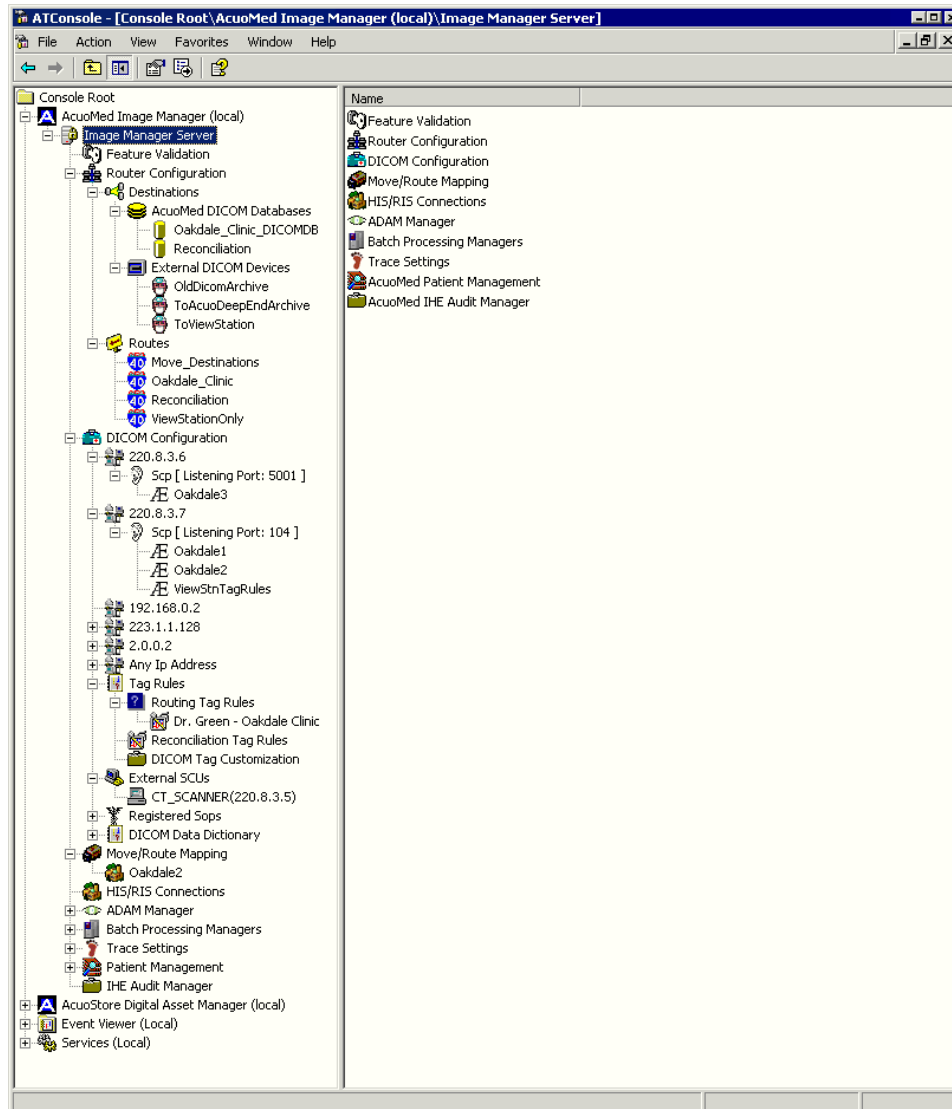 ATConsole - [Console Root\AcuoMed Image Manager (local)\Image Manager Server]
File Action View Favorites Window Help
Console Root
AcuoMed Image Manager (local)
Image Manager Server
Feature Validation
Router Configuration
Destinations
AcuoMed DICOM Databases
Oakdale_Clinic_DICOMDB
Reconciliation
External DICOM Devices
OldDicomArchive
ToAcuoDeepEndArchive
ToViewStation
Routes
40 Move_Destinations
40 Oakdale_Clinic
40 Reconciliation
40 ViewStationOnly
DICOM Configuration
220.8.3.6
Scp [ Listening Port: 5001 ]
Æ Oakdale3
220.8.3.7
Scp [ Listening Port: 104 ]
Æ Oakdale1
Æ Oakdale2
Æ ViewStnTagRules
192.168.0.2
223.1.1.128
2.0.0.2
Any Ip Address
Tag Rules
Routing Tag Rules
Dr. Green - Oakdale Clinic
Reconciliation Tag Rules
DICOM Tag Customization
External SCUs
CT_SCANNER(220.8.3.5)
Registered Sops
DICOM Data Dictionary
Move/Route Mapping
Oakdale2
HIS/RIS Connections
ADAM Manager
Batch Processing Managers
Trace Settings
Patient Management
IHE Audit Manager
AcuoStore Digital Asset Manager (local)
Event Viewer (Local)
Services (Local)
Name
Feature Validation
Router Configuration
DICOM Configuration
Move/Route Mapping
HIS/RIS Connections
ADAM Manager
Batch Processing Managers
Trace Settings
AcuoMed Patient Management
AcuoMed IHE Audit Manager